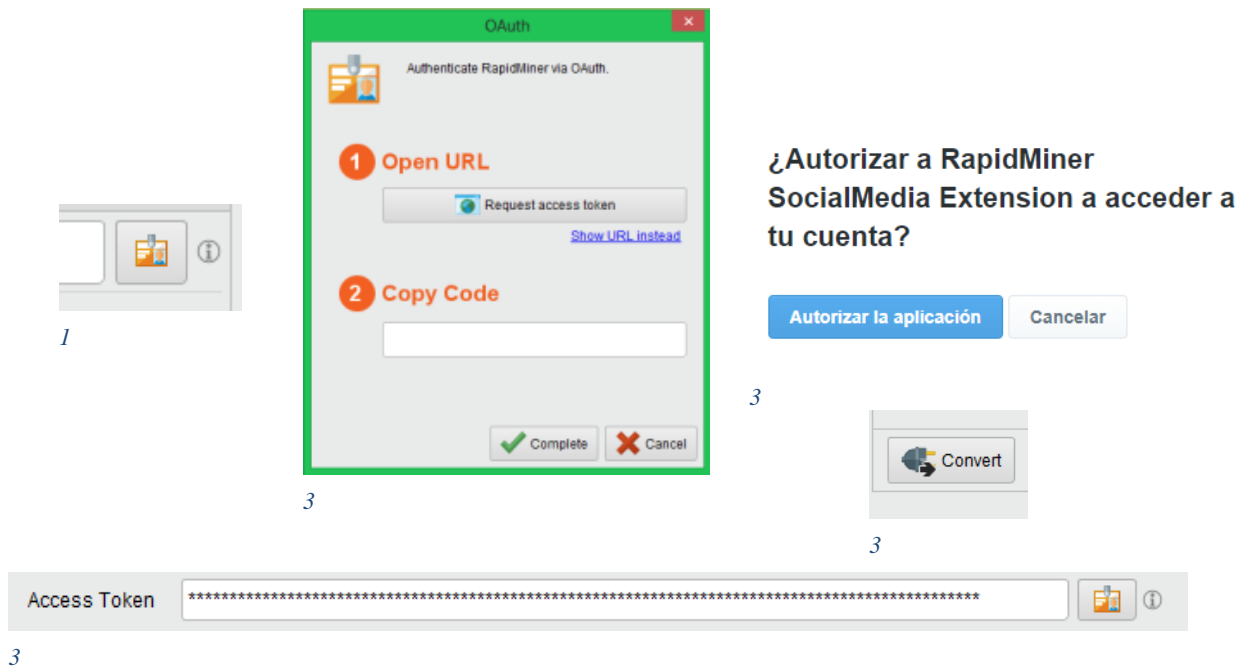 OAuth
Authenticate RapidMiner via OAuth.
1 Open URL
Request access token
Show URL instead
2 Copy Code
Complete
Cancel
3
1
¿Autorizar a RapidMiner
SocialMedia Extension a acceder a
tu cuenta?
Autorizar la aplicación
Cancelar
3
Convert
3
Access Token
3